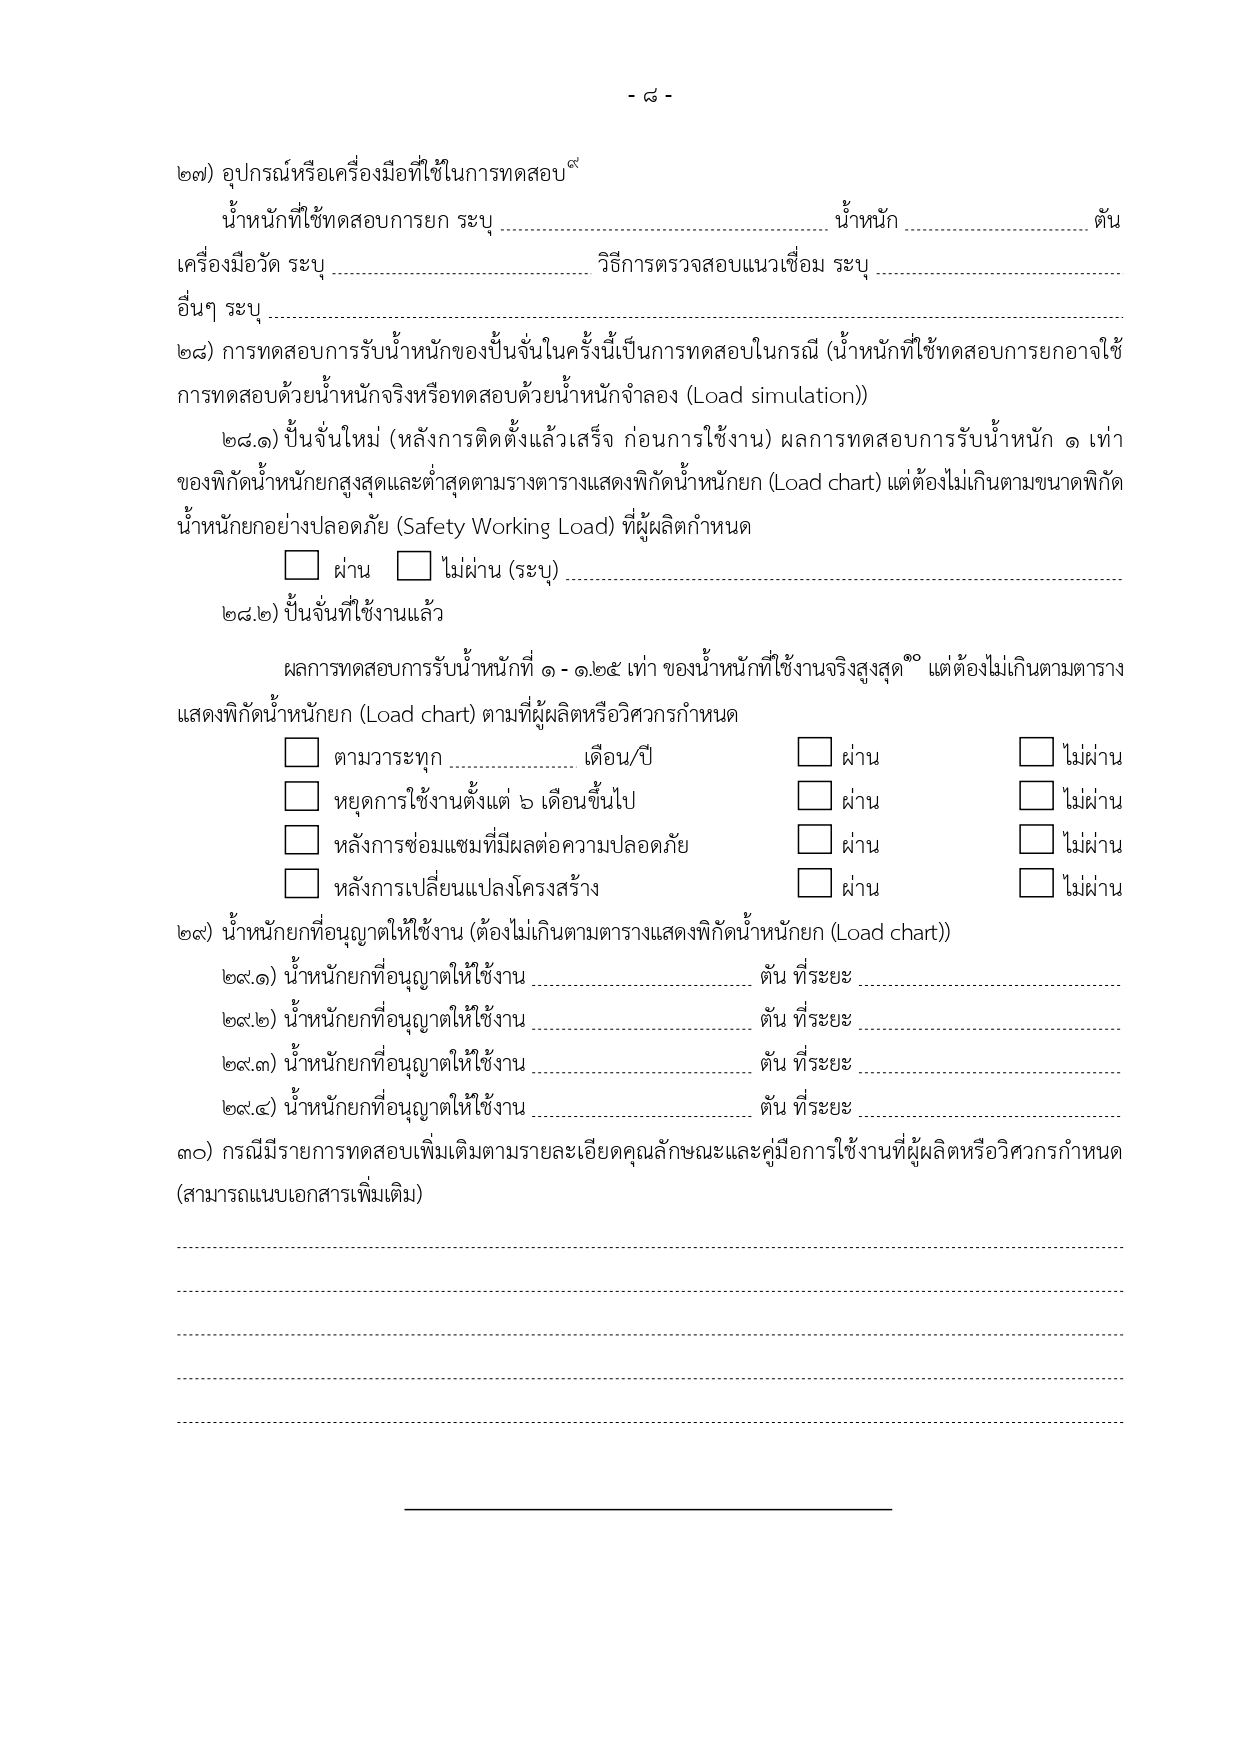 - ๘ -
๒๗) อุปกรณ์หรือเครื่องมือที่ใช้ในการทดสอบ๙
น้ำหนักที่ใช้ทดสอบการยก ระบุ ........................ น้ำหนัก ........................ ตัน
เครื่องมือวัด ระบุ ........................ วิธีการตรวจสอบแนวเชื่อม ระบุ ........................
อื่นๆ ระบุ ........................
๒๘) การทดสอบการรับน้ำหนักของปั้นจั่นในครั้งนี้เป็นการทดสอบในกรณี (น้ำหนักที่ใช้ทดสอบการยกอาจใช้
การทดสอบด้วยน้ำหนักจริงหรือทดสอบด้วยน้ำหนักจำลอง (Load simulation))
๒๘.๑) ปั้นจั่นใหม่ (หลังการติดตั้งแล้วเสร็จ ก่อนการใช้งาน) ผลการทดสอบการรับน้ำหนัก ๑ เท่า
ของพิกัดน้ำหนักยกสูงสุดและต่ำสุดตามรางตารางแสดงพิกัดน้ำหนักยก (Load chart) แต่ต้องไม่เกินตามขนาดพิกัด
น้ำหนักยกอย่างปลอดภัย (Safety Working Load) ที่ผู้ผลิตกำหนด
☐ ผ่าน ☐ ไม่ผ่าน (ระบุ) ........................
๒๘.๒) ปั้นจั่นที่ใช้งานแล้ว
ผลการทดสอบการรับน้ำหนักที่ ๑ - ๑.๒๕ เท่า ของน้ำหนักที่ใช้งานจริงสูงสุด๑๐ แต่ต้องไม่เกินตามตาราง
แสดงพิกัดน้ำหนักยก (Load chart) ตามที่ผู้ผลิตหรือวิศวกรกำหนด
☐ ตามวาระทุก ........................ เดือน/ปี ☐ ผ่าน ☐ ไม่ผ่าน
☐ หยุดการใช้งานตั้งแต่ ๖ เดือนขึ้นไป ☐ ผ่าน ☐ ไม่ผ่าน
☐ หลังการซ่อมแซมที่มีผลต่อความปลอดภัย ☐ ผ่าน ☐ ไม่ผ่าน
☐ หลังการเปลี่ยนแปลงโครงสร้าง ☐ ผ่าน ☐ ไม่ผ่าน
๒๙) น้ำหนักยกที่อนุญาตให้ใช้งาน (ต้องไม่เกินตามตารางแสดงพิกัดน้ำหนักยก (Load chart))
๒๙.๑) น้ำหนักยกที่อนุญาตให้ใช้งาน ........................ ตัน ที่ระยะ ........................
๒๙.๒) น้ำหนักยกที่อนุญาตให้ใช้งาน ........................ ตัน ที่ระยะ ........................
๒๙.๓) น้ำหนักยกที่อนุญาตให้ใช้งาน ........................ ตัน ที่ระยะ ........................
๒๙.๔) น้ำหนักยกที่อนุญาตให้ใช้งาน ........................ ตัน ที่ระยะ ........................
๓๐) กรณีมีรายการทดสอบเพิ่มเติมตามรายละเอียดคุณลักษณะและคู่มือการใช้งานที่ผู้ผลิตหรือวิศวกรกำหนด
(สามารถแนบเอกสารเพิ่มเติม)